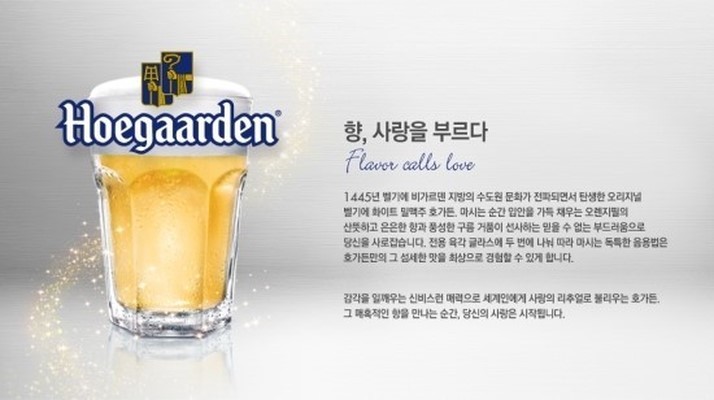 Hoegaarden®
향, 사랑을 부르다
Flavor calls love
1445년 벨기에 비가르덴 지방의 수도원 문화가 전파되면서 탄생한 오리지널
벨기에 화이트 밀맥주 호가든. 마시는 순간 입안을 가득 채우는 오렌지필의
산뜻하고 은은한 향과 풍성한 구름 거품이 선사하는 믿을 수 없는 부드러움으로
당신을 사로잡습니다. 전용 육각 글라스에 두 번에 나눠 따라 마시는 독특한 음용법은
호가든만의 그 섬세한 맛을 최상으로 경험할 수 있게 합니다.
감각을 일깨우는 신비스런 매력으로 세계인에게 사랑의 리추얼로 불리우는 호가든.
그 매혹적인 향을 만나는 순간, 당신의 사랑은 시작됩니다.